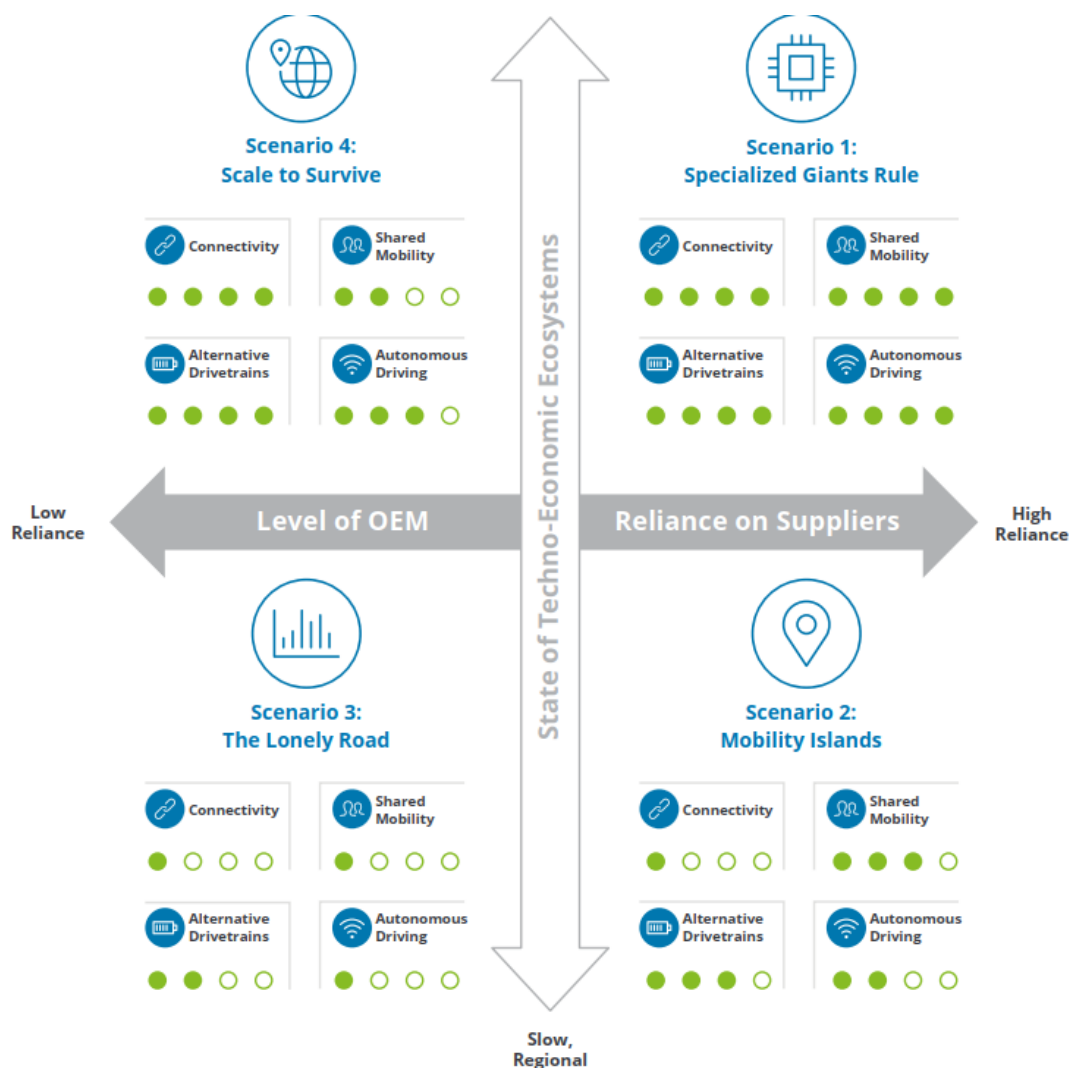 Scenario 4:
Scale to Survive
Connectivity
Shared
Mobility
Alternative
Drivetrains
Autonomous
Driving
Scenario 1:
Specialized Giants Rule
Connectivity
Shared
Mobility
Alternative
Drivetrains
Autonomous
Driving
State of Techno-Economic Ecosystems
Low
Reliance
Level of OEM
Reliance on Suppliers
High
Reliance
Scenario 3:
The Lonely Road
Connectivity
Shared
Mobility
Alternative
Drivetrains
Autonomous
Driving
Scenario 2:
Mobility Islands
Connectivity
Shared
Mobility
Alternative
Drivetrains
Autonomous
Driving
Slow,
Regional